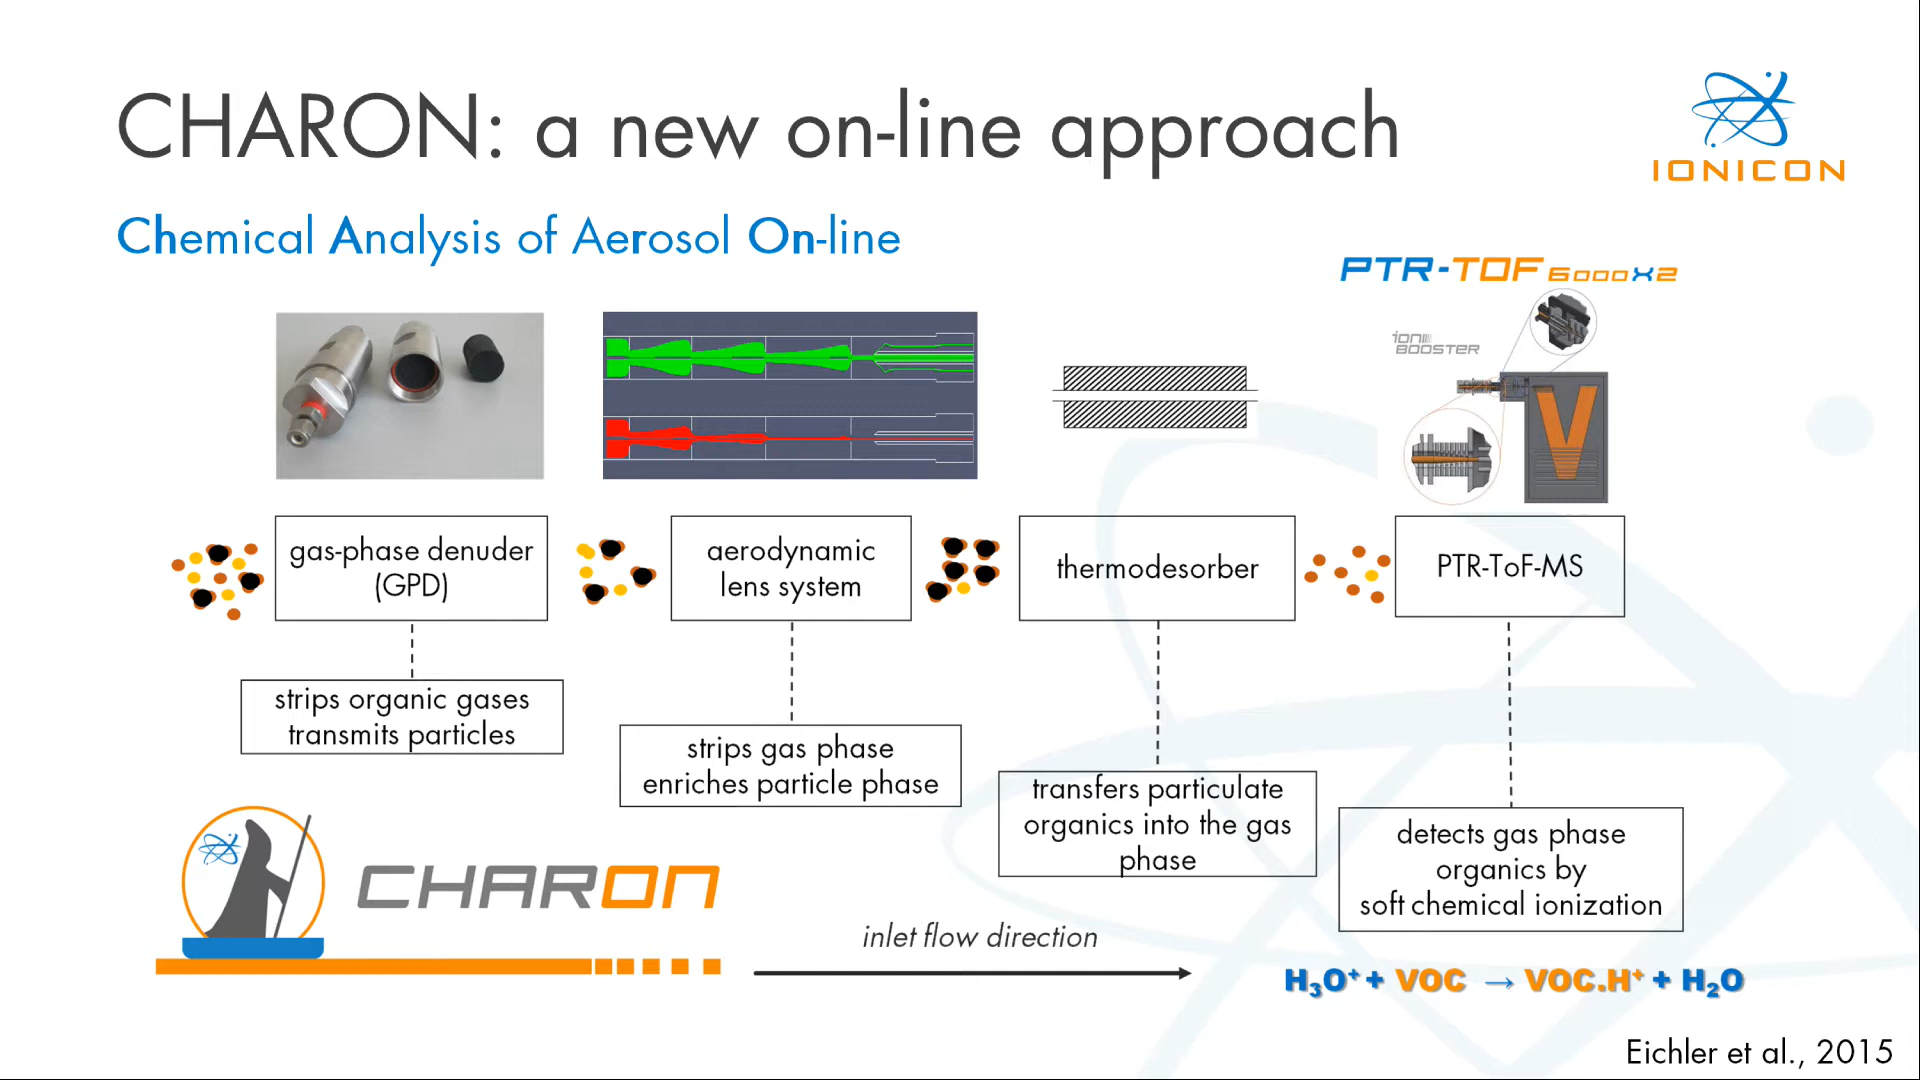 CHARON: a new on-line approach
IONICON
Chemical Analysis of Aerosol On-line
PTR-TOF 6000X2
ion
BOOSTER
gas-phase denuder
(GPD)
aerodynamic
lens system
thermodesorber
PTR-ToF-MS
strips organic gases
transmits particles
strips gas phase
enriches particle phase
transfers particulate
organics into the gas
phase
detects gas phase
organics by
soft chemical ionization
CHARON
inlet flow direction
H₃O⁺ + VOC → VOC.H⁺ + H₂O
Eichler et al., 2015